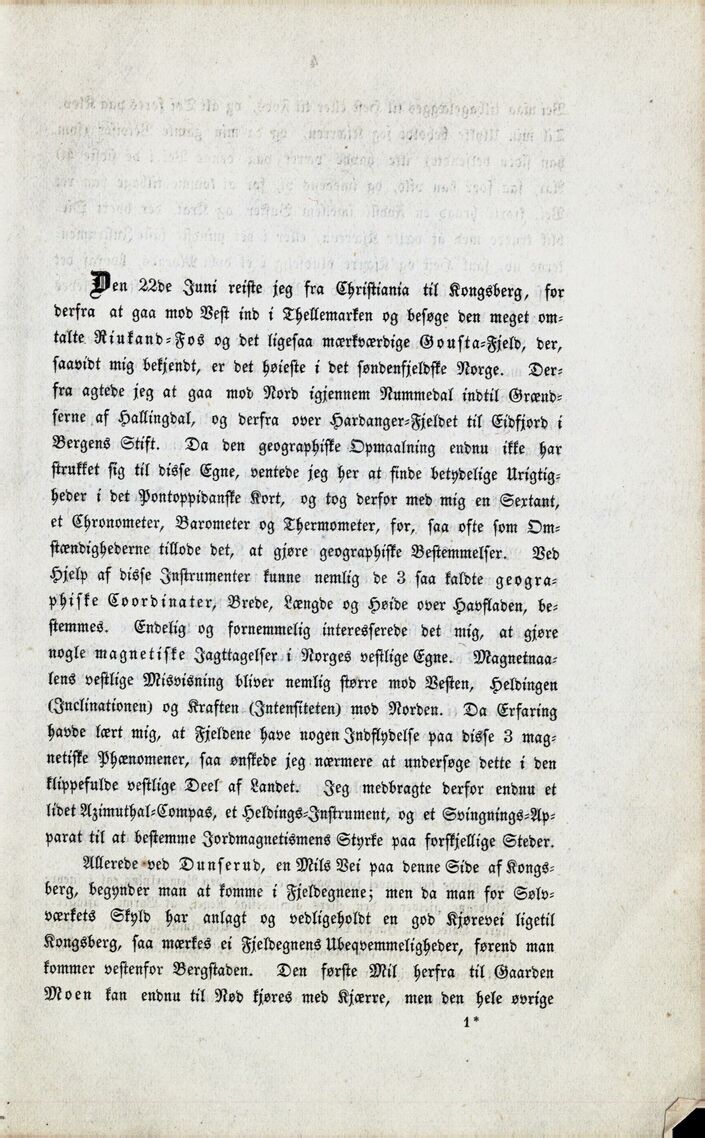 Den 22de Juni reiste jeg fra Christiania til Kongsberg, for
derfra at gaa mod Vest ind i Thellemarken og besøge den meget om-
talte Riukand-Fos og det ligesaa mærkværdige Gousta-Fjeld, der,
saavidt mig bekjendt, er det høieste i det søndenfjeldske Norge. Der-
fra agtede jeg at gaa mod Nord igjennem Nummedal indtil Grænd-
serne af Hallingdal, og derfra over Hardanger-Fjeldet til Eidfjord i
Bergens Stift. Da den geographiske Opmaalning endnu ikke har
strukket sig til disse Egne, ventede jeg her at finde betydelige Urigtig-
heder i det Pontoppidanske Kort, og tog derfor med mig en Sextant,
et Chronometer, Barometer og Thermometer, for, saa ofte som Om-
stændighederne tillode det, at gjøre geographiske Bestemmelser. Ved
Hjelp af disse Instrumenter kunne nemlig de 3 saa kaldte geogra-
phiske Coordinater, Brede, Længde og Høide over Havfladen, be-
stemmes. Endelig og fornemmelig interesserede det mig, at gjøre
nogle magnetiske Jagttagelser i Norges vestlige Egne. Magnetnaa-
lens vestlige Misvisning bliver nemlig større mod Vesten, Heldingen
(Inclinationen) og Kraften (Intensiteten) mod Norden. Da Erfaring
havde lært mig, at Fjeldene have nogen Indflydelse paa disse 3 mag-
netiske Phænomener, saa ønskede jeg nærmere at undersøge dette i den
klippefulde vestlige Deel af Landet. Jeg medbragte derfor endnu et
lidet Azimuthal-Compas, et Heldings-Instrument, og et Svingnings-Ap-
parat til at bestemme Jordmagnetismens Styrke paa forskjellige Steder.
Allerede ved Dunserud, en Mils Vei paa denne Side af Kongs-
berg, begynder man at komme i Fjeldegnene; men da man for Sølv-
værkets Skyld har anlagt og vedligeholdt en god Kjørevei ligetil
Kongsberg, saa mærkes ei Fjeldegnens Ubeqvemmeligheder, førend man
kommer vestenfor Bergstaden. Den første Mil herfra til Gaarden
Moen kan endnu til Nød kjøres med Kjærre, men den hele øvrige
1*